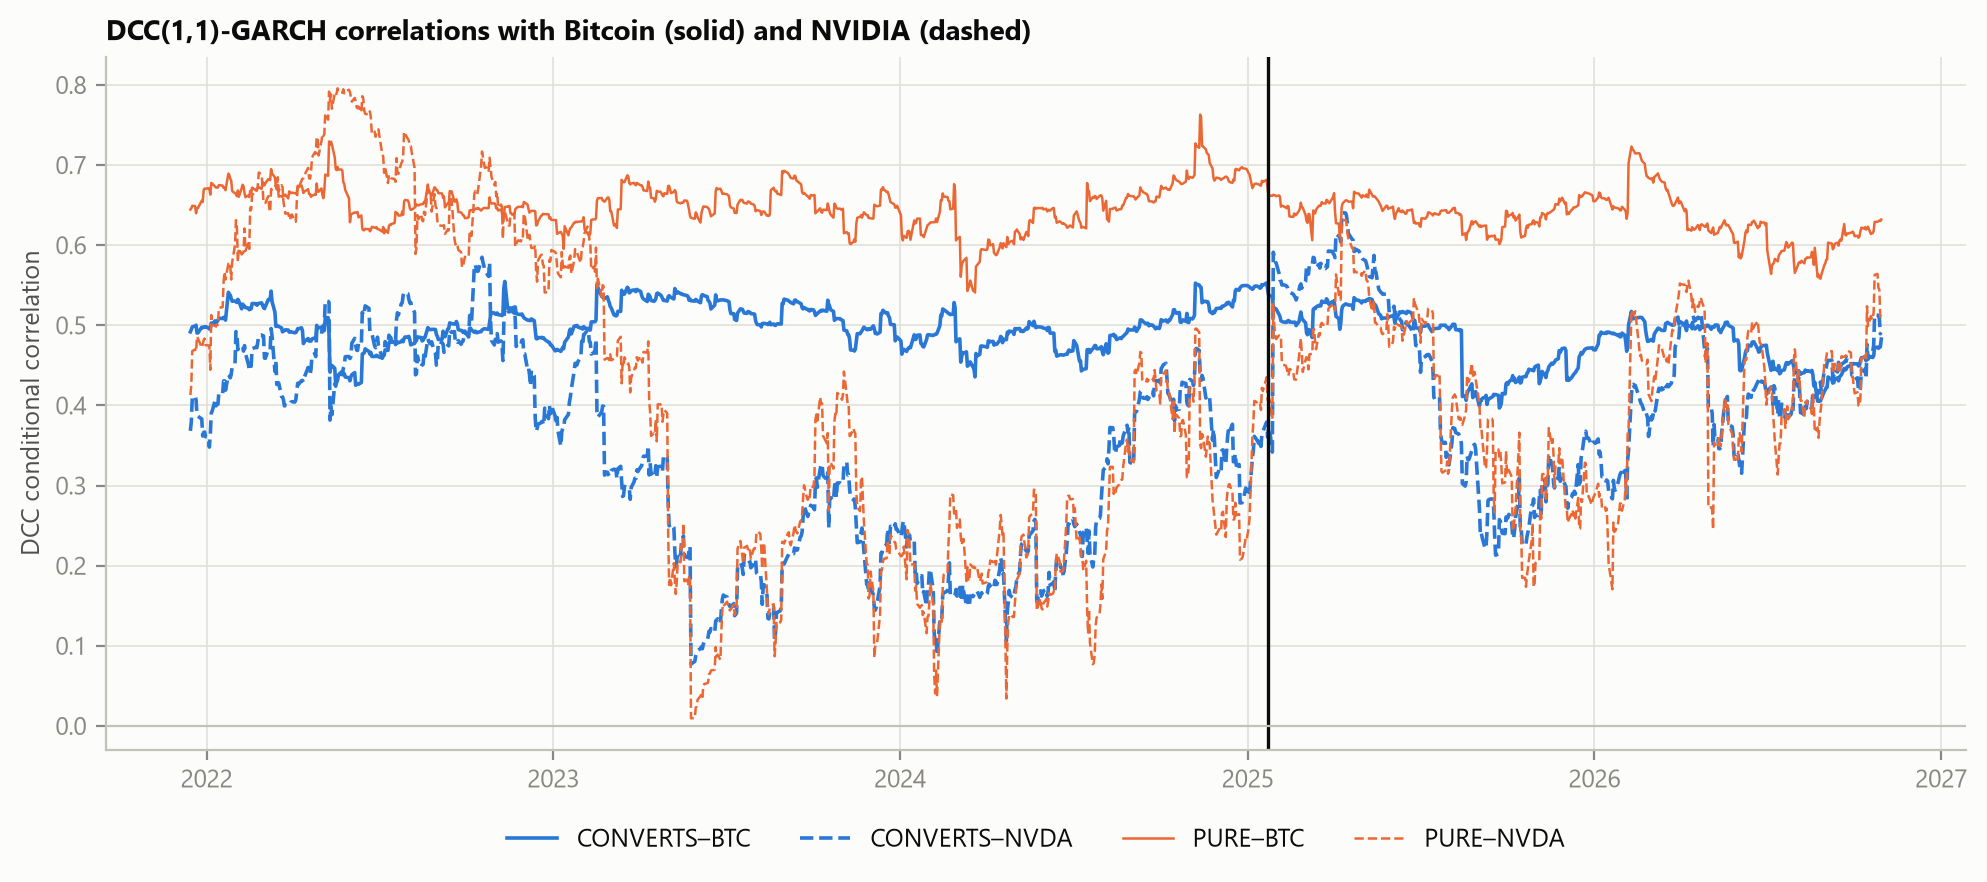 DCC(1,1)-GARCH correlations with Bitcoin (solid) and NVIDIA (dashed)
DCC conditional correlation
0.8
0.7
0.6
0.5
0.4
0.3
0.2
0.1
0.0
2022 2023 2024 2025 2026 2027
CONVERTS–BTC CONVERTS–NVDA PURE–BTC PURE–NVDA